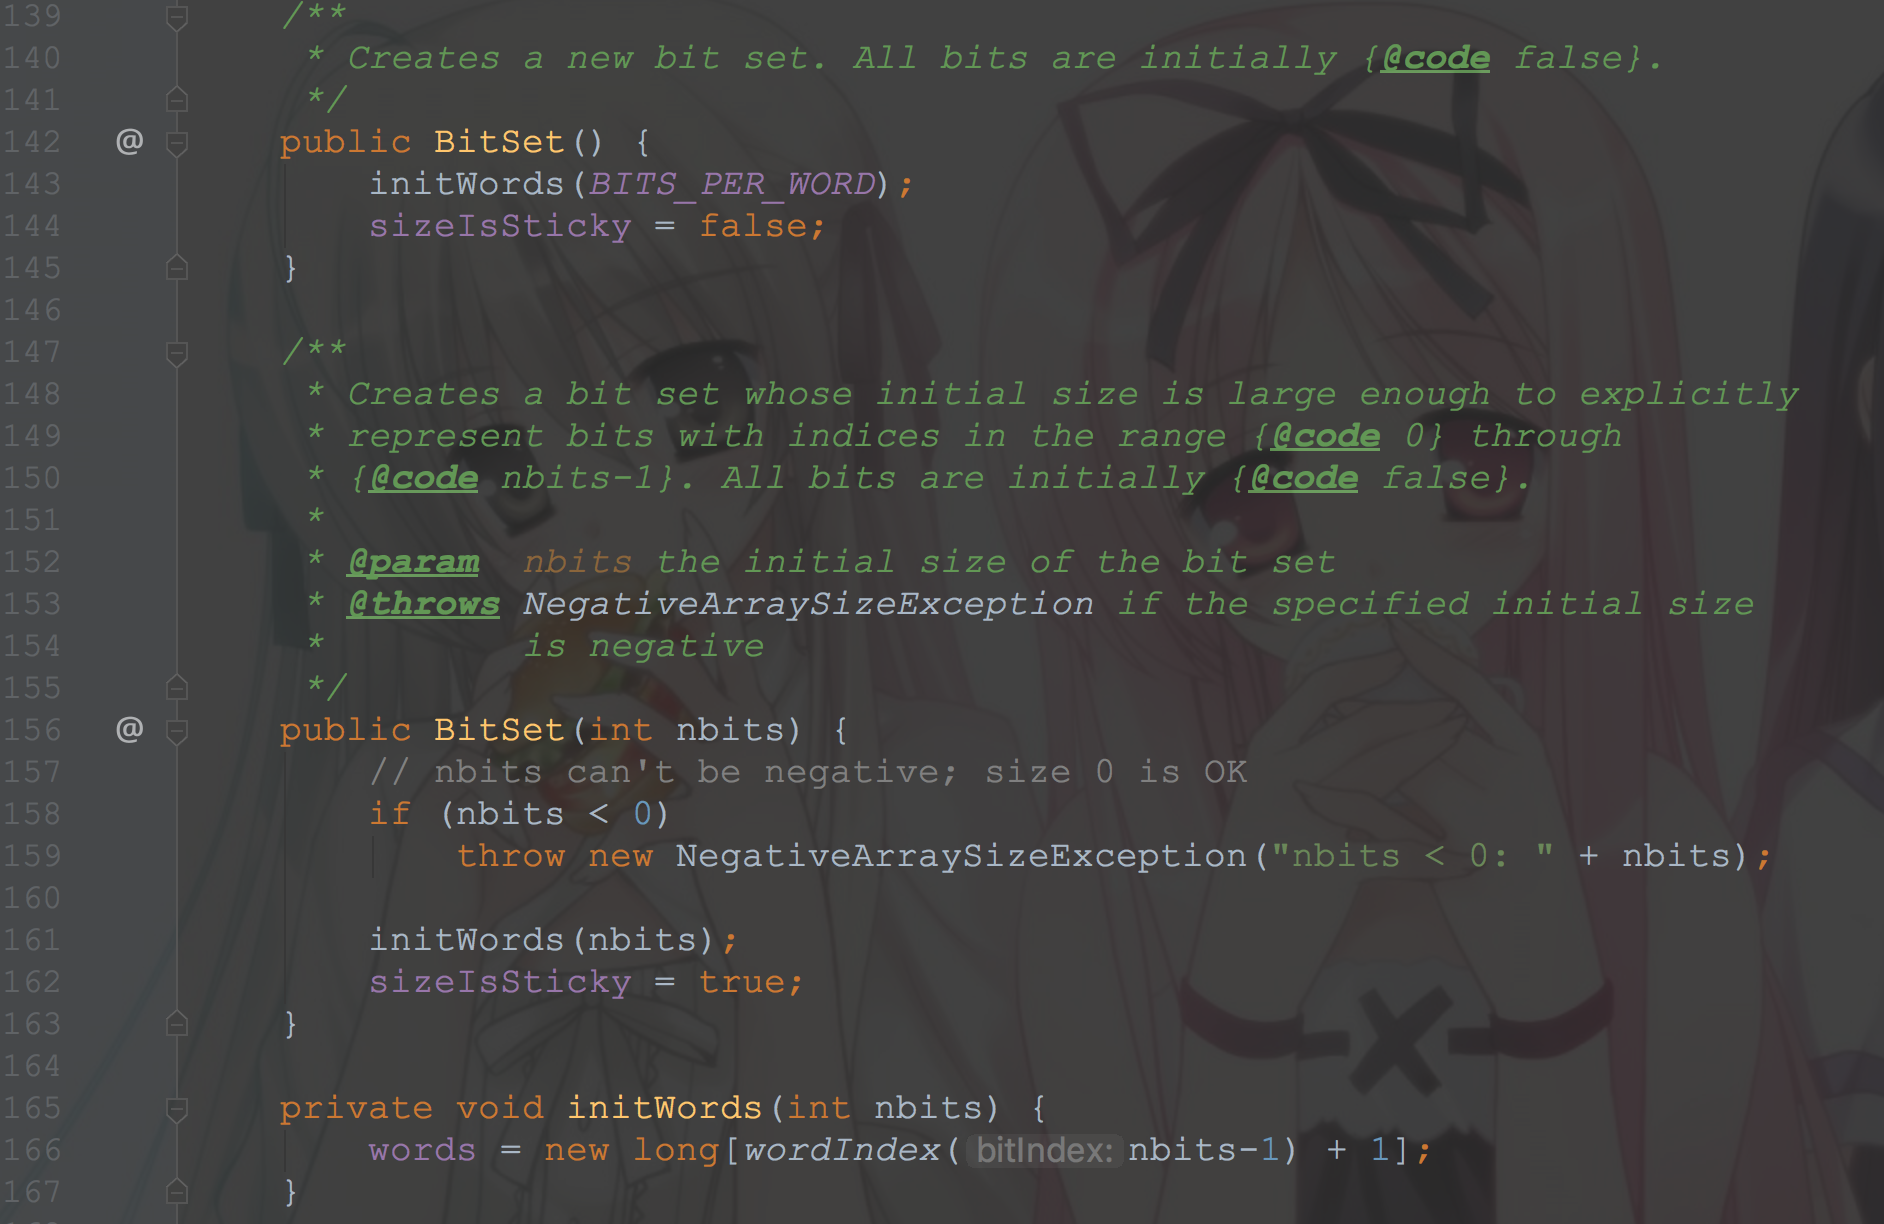 139 /**
140 * Creates a new bit set. All bits are initially {@code false}.
141 */
142 @ public BitSet() {
143 initWords(BITS_PER_WORD);
144 sizeIsSticky = false;
145 }
146
147 /**
148 * Creates a bit set whose initial size is large enough to explicitly
149 * represent bits with indices in the range {@code 0} through
150 * {@code nbits-1}. All bits are initially {@code false}.
151 *
152 * @param  nbits the initial size of the bit set
153 * @throws NegativeArraySizeException if the specified initial size
154 *         is negative
155 */
156 @ public BitSet(int nbits) {
157 // nbits can't be negative; size 0 is OK
158 if (nbits < 0)
159 throw new NegativeArraySizeException("nbits < 0: " + nbits);
160
161 initWords(nbits);
162 sizeIsSticky = true;
163 }
164
165 private void initWords(int nbits) {
166 words = new long[wordIndex( bitIndex: nbits-1) + 1];
167 }